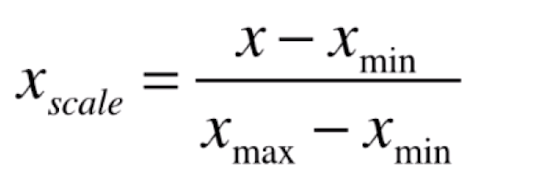 x_scale = (x − x_min) / (x_max − x_min)